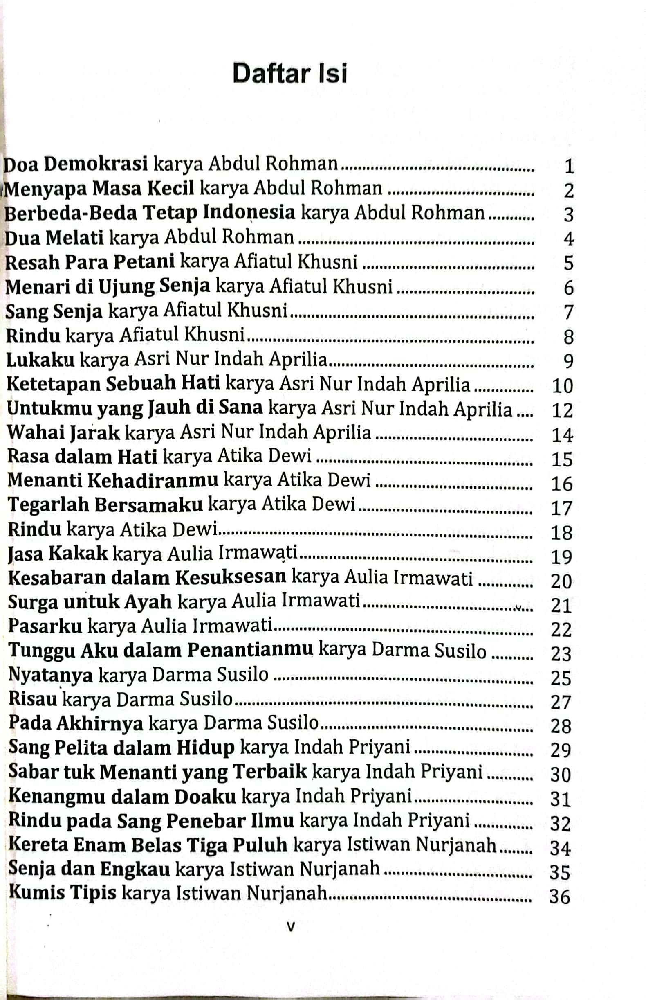 Daftar Isi
Doa Demokrasi karya Abdul Rohman.............................................. 1
Menyapa Masa Kecil karya Abdul Rohman .................................. 2
Berbeda-Beda Tetap Indonesia karya Abdul Rohman........... 3
Dua Melati karya Abdul Rohman....................................................... 4
Resah Para Petani karya Afiatul Khusni ........................................ 5
Menari di Ujung Senja karya Afiatul Khusni................................ 6
Sang Senja karya Afiatul Khusni......................................................... 7
Rindu karya Afiatul Khusni................................................................... 8
Lukaku karya Asri Nur Indah Aprilia................................................ 9
Ketetapan Sebuah Hati karya Asri Nur Indah Aprilia.............. 10
Untukmu yang Jauh di Sana karya Asri Nur Indah Aprilia .... 12
Wahai Jarak karya Asri Nur Indah Aprilia ..................................... 14
Rasa dalam Hati karya Atika Dewi ................................................... 15
Menanti Kehadiranmu karya Atika Dewi ..................................... 16
Tegarlah Bersamaku karya Atika Dewi......................................... 17
Rindu karya Atika Dewi.......................................................................... 18
Jasa Kakak karya Aulia Irmawati....................................................... 19
Kesabaran dalam Kesuksesan karya Aulia Irmawati ............. 20
Surga untuk Ayah karya Aulia Irmawati........................................ 21
Pasarku karya Aulia Irmawati............................................................. 22
Tunggu Aku dalam Penantianmu karya Darma Susilo .......... 23
Nyatanya karya Darma Susilo ............................................................. 25
Risau karya Darma Susilo...................................................................... 27
Pada Akhirnya karya Darma Susilo.................................................. 28
Sang Pelita dalam Hidup karya Indah Priyani............................ 29
Sabar tuk Menanti yang Terbaik karya Indah Priyani........... 30
Kenangmu dalam Doaku karya Indah Priyani............................ 31
Rindu pada Sang Penebar Ilmu karya Indah Priyani.............. 32
Kereta Enam Belas Tiga Puluh karya Istiwan Nurjanah........ 34
Senja dan Engkau karya Istiwan Nurjanah................................... 35
Kumis Tipis karya Istiwan Nurjanah................................................ 36
v